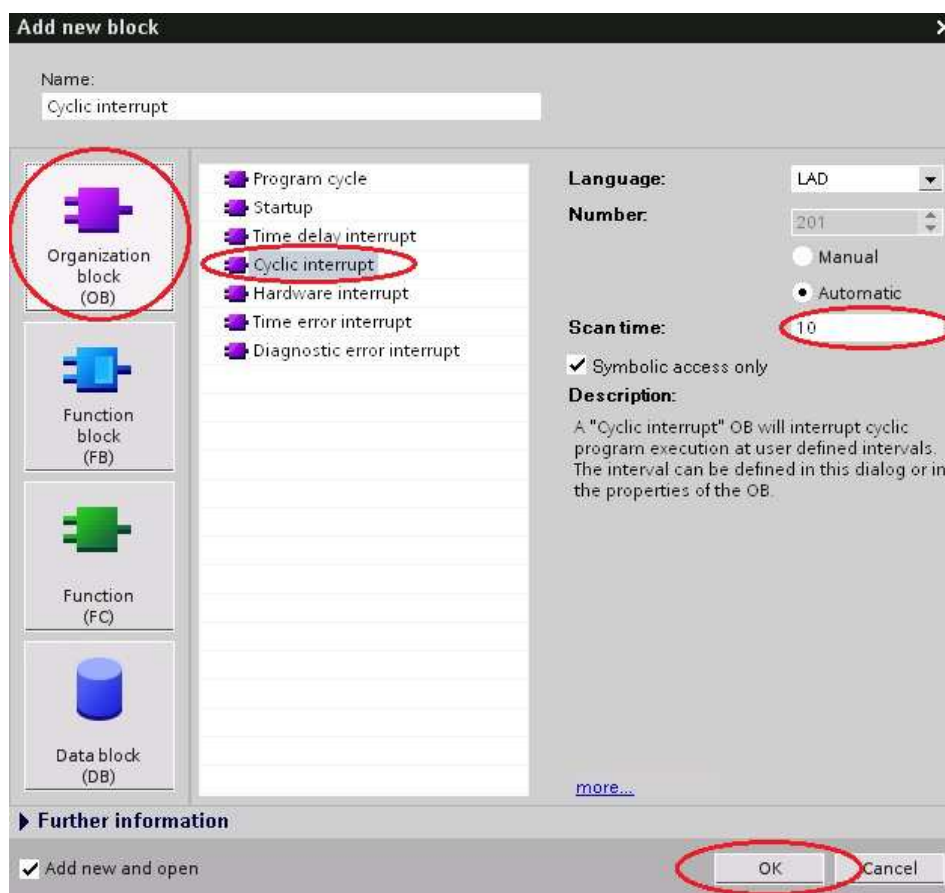 Add new block
Name:
Cyclic interrupt
Organization
block
(OB)
Function
block
(FB)
Function
(FC)
Data block
(DB)
Program cycle
Startup
Time delay interrupt
Cyclic interrupt
Hardware interrupt
Time error interrupt
Diagnostic error interrupt
Language: LAD
Number: 201
Manual
Automatic
Scan time: 10
Symbolic access only
Description:
A "Cyclic interrupt" OB will interrupt cyclic
program execution at user defined intervals.
The interval can be defined in this dialog or in
the properties of the OB.
more...
Further information
Add new and open
OK Cancel